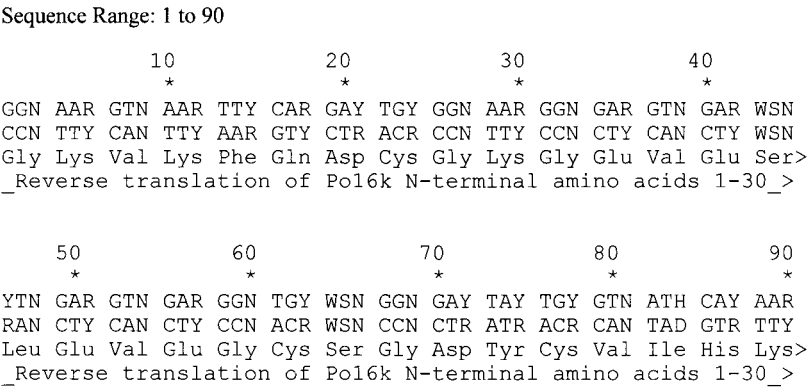 Sequence Range: 1 to 90
10 20 30 40
* * * *
GGN AAR GTN AAR TTY CAR GAY TGY GGN AAR GGN GAR GTN GAR WSN
CCN TTY CAN TTY AAR GTY CTR ACR CCN TTY CCN CTY CAN CTY WSN
Gly Lys Val Lys Phe Gln Asp Cys Gly Lys Gly Glu Val Glu Ser>
_Reverse translation of Po16k N-terminal amino acids 1-30_>
50 60 70 80 90
* * * * *
YTN GAR GTN GAR GGN TGY WSN GGN GAY TAY TGY GTN ATH CAY AAR
RAN CTY CAN CTY CCN ACR WSN CCN CTR ATR ACR CAN TAD GTR TTY
Leu Glu Val Glu Gly Cys Ser Gly Asp Tyr Cys Val Ile His Lys>
_Reverse translation of Po16k N-terminal amino acids 1-30_>